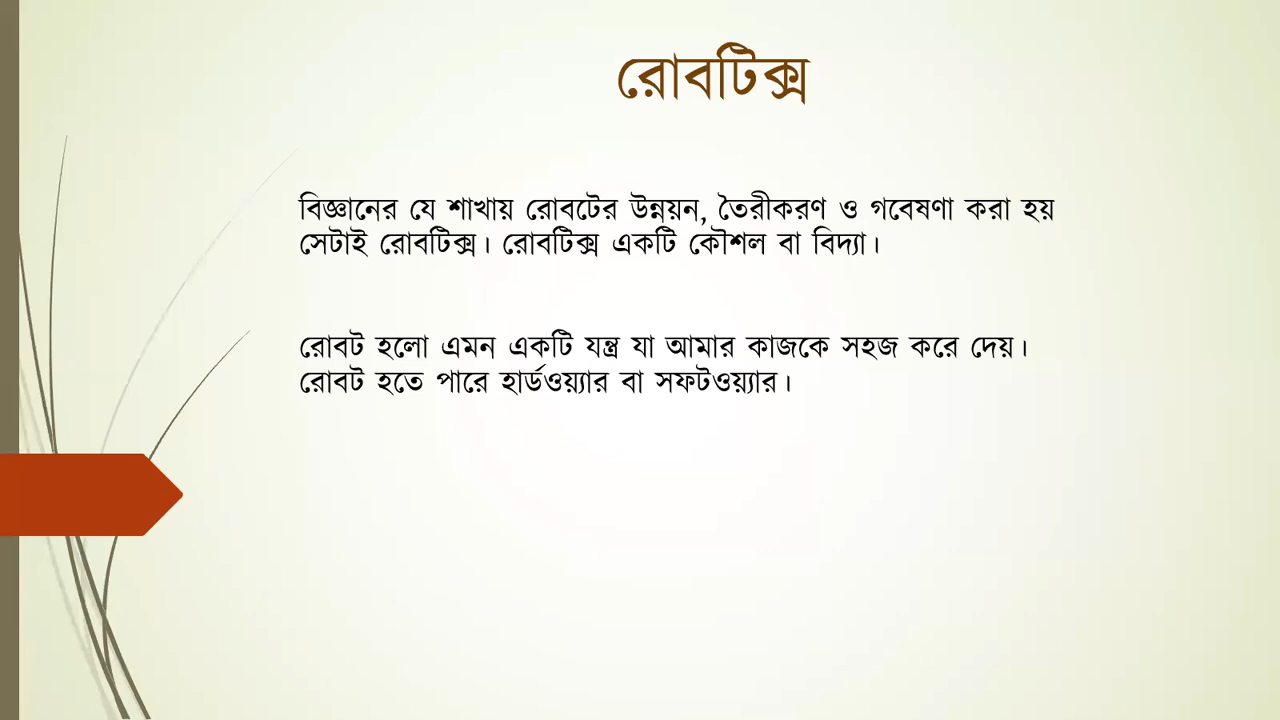 রোবটিক্স
বিজ্ঞানের যে শাখায় রোবটের উন্নয়ন, তৈরীকরণ ও গবেষণা করা হয়
সেটাই রোবটিক্স। রোবটিক্স একটি কৌশল বা বিদ্যা।
রোবট হলো এমন একটি যন্ত্র যা আমার কাজকে সহজ করে দেয়।
রোবট হতে পারে হার্ডওয়্যার বা সফটওয়্যার।